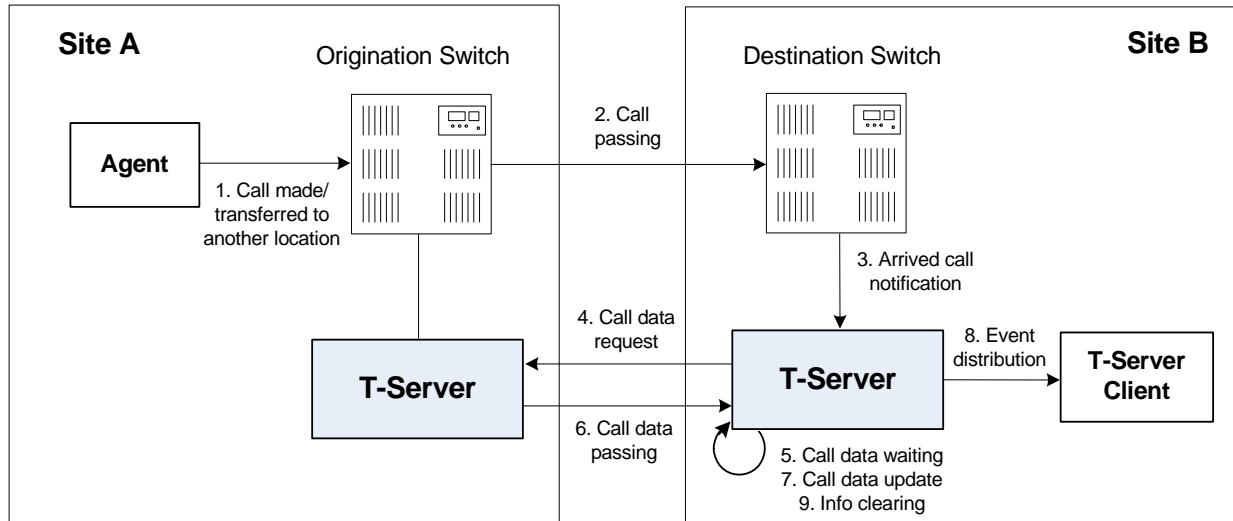 Site A
Site B
Origination Switch
Destination Switch
Agent
1. Call made/
transferred to
another location
2. Call
passing
3. Arrived call
notification
4. Call data
request
T-Server
T-Server
8. Event
distribution
T-Server
Client
6. Call data
passing
5. Call data waiting
7. Call data update
9. Info clearing